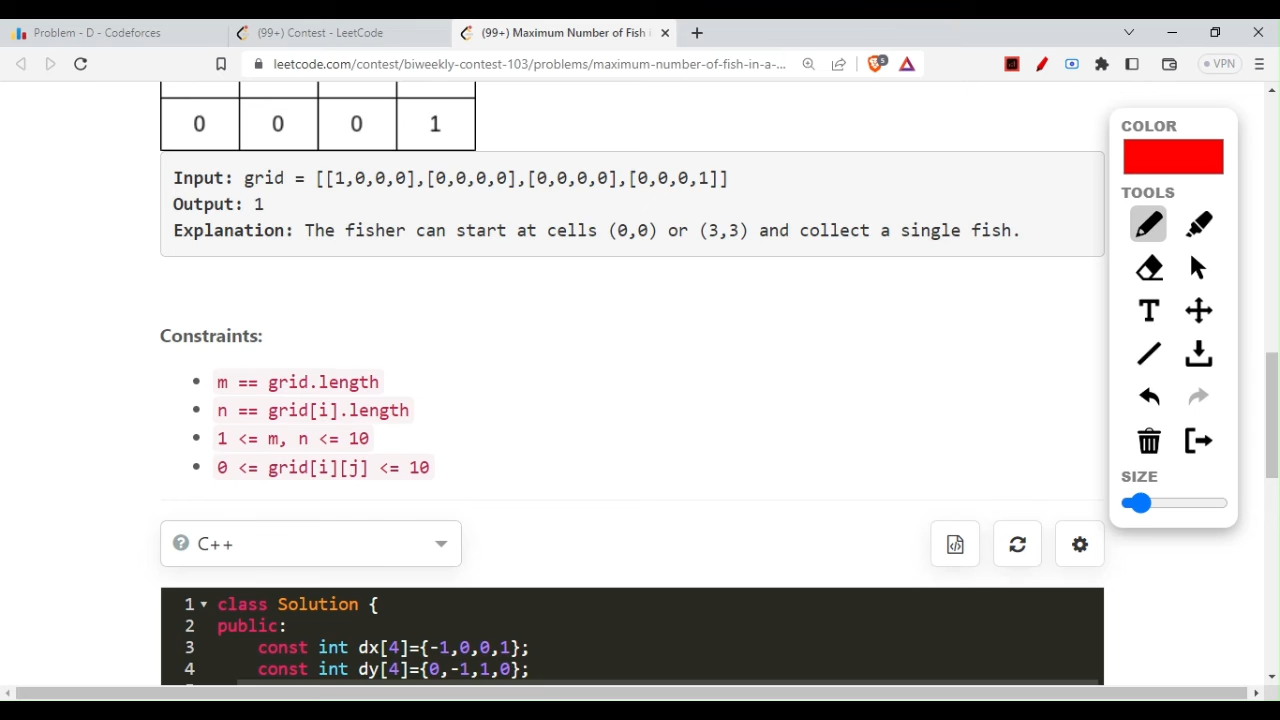 Problem - D - Codeforces
(99+) Contest - LeetCode
(99+) Maximum Number of Fish
leetcode.com/contest/biweekly-contest-103/problems/maximum-number-of-fish-in-a-...
5
VPN
0 0 0 1
Input: grid = [[1,0,0,0],[0,0,0,0],[0,0,0,0],[0,0,0,1]]
Output: 1
Explanation: The fisher can start at cells (0,0) or (3,3) and collect a single fish.
Constraints:
m == grid.length
n == grid[i].length
1 <= m, n <= 10
0 <= grid[i][j] <= 10
C++
1 class Solution {
2 public:
3 const int dx[4]={-1,0,0,1};
4 const int dy[4]={0,-1,1,0};
COLOR
TOOLS
SIZE